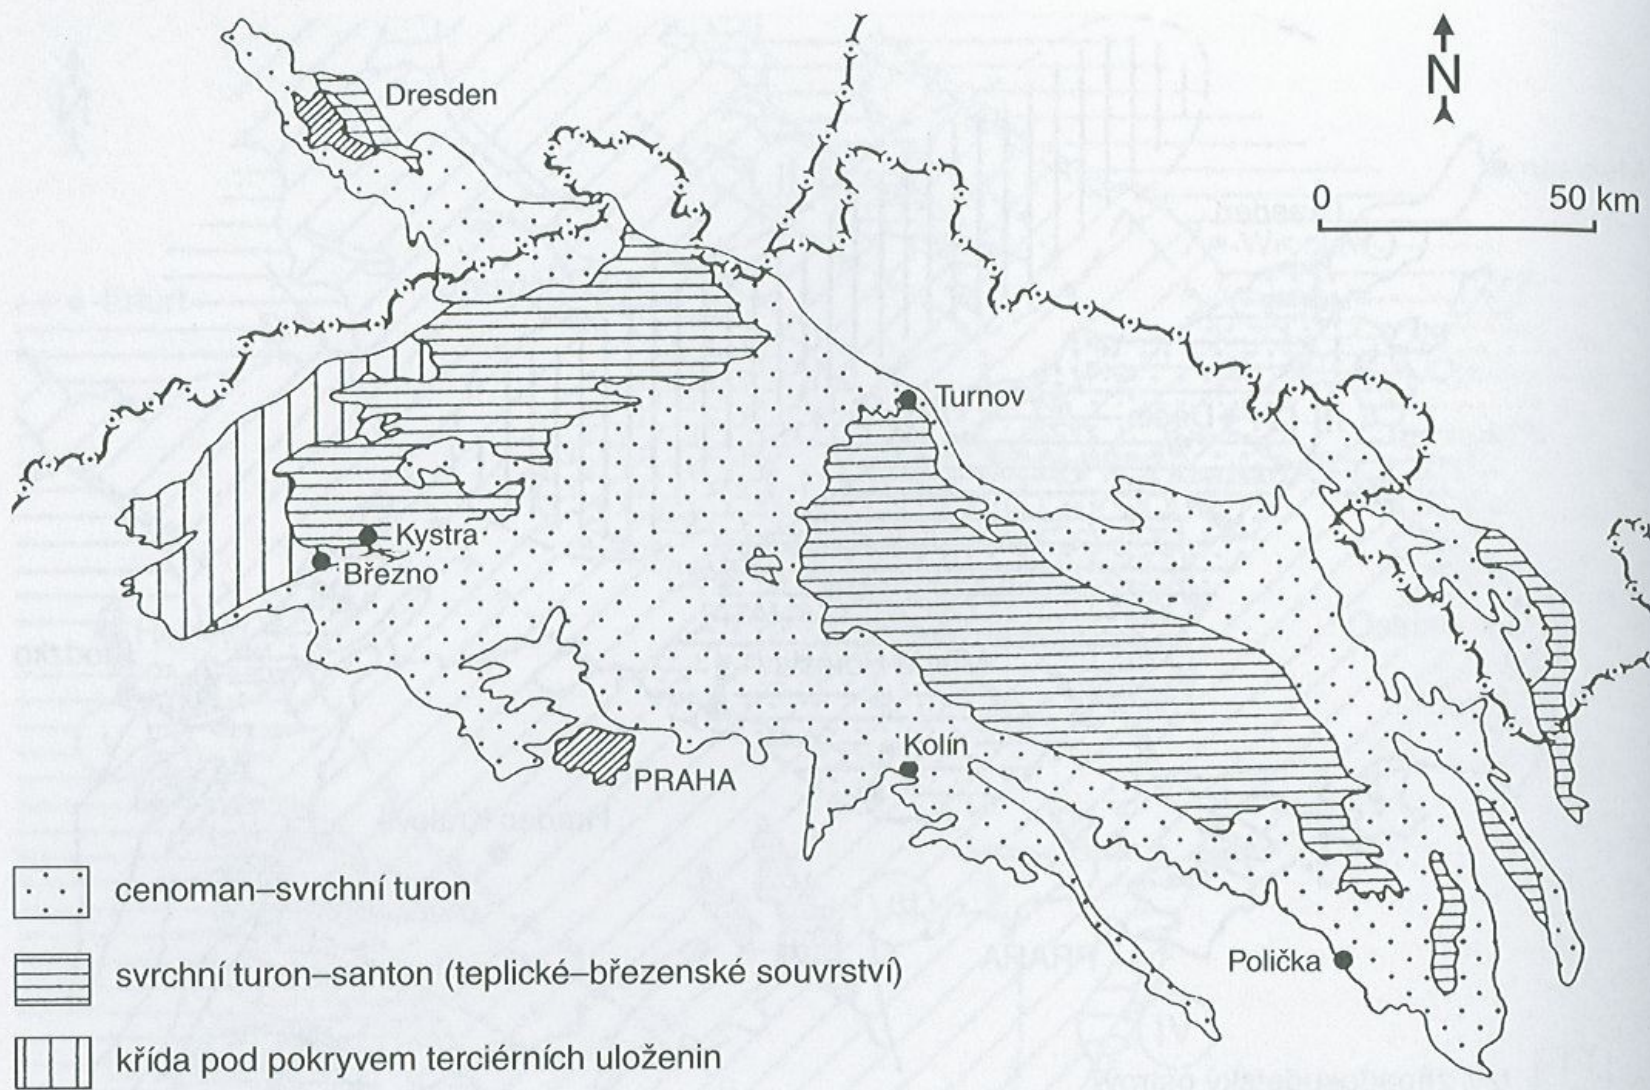 Dresden
N
0 50 km
Turnov
Kystra
Březno
Kolín
PRAHA
Polička
cenoman–svrchní turon
svrchní turon–santon (teplické–březenské souvrství)
křída pod pokryvem terciérních uloženin